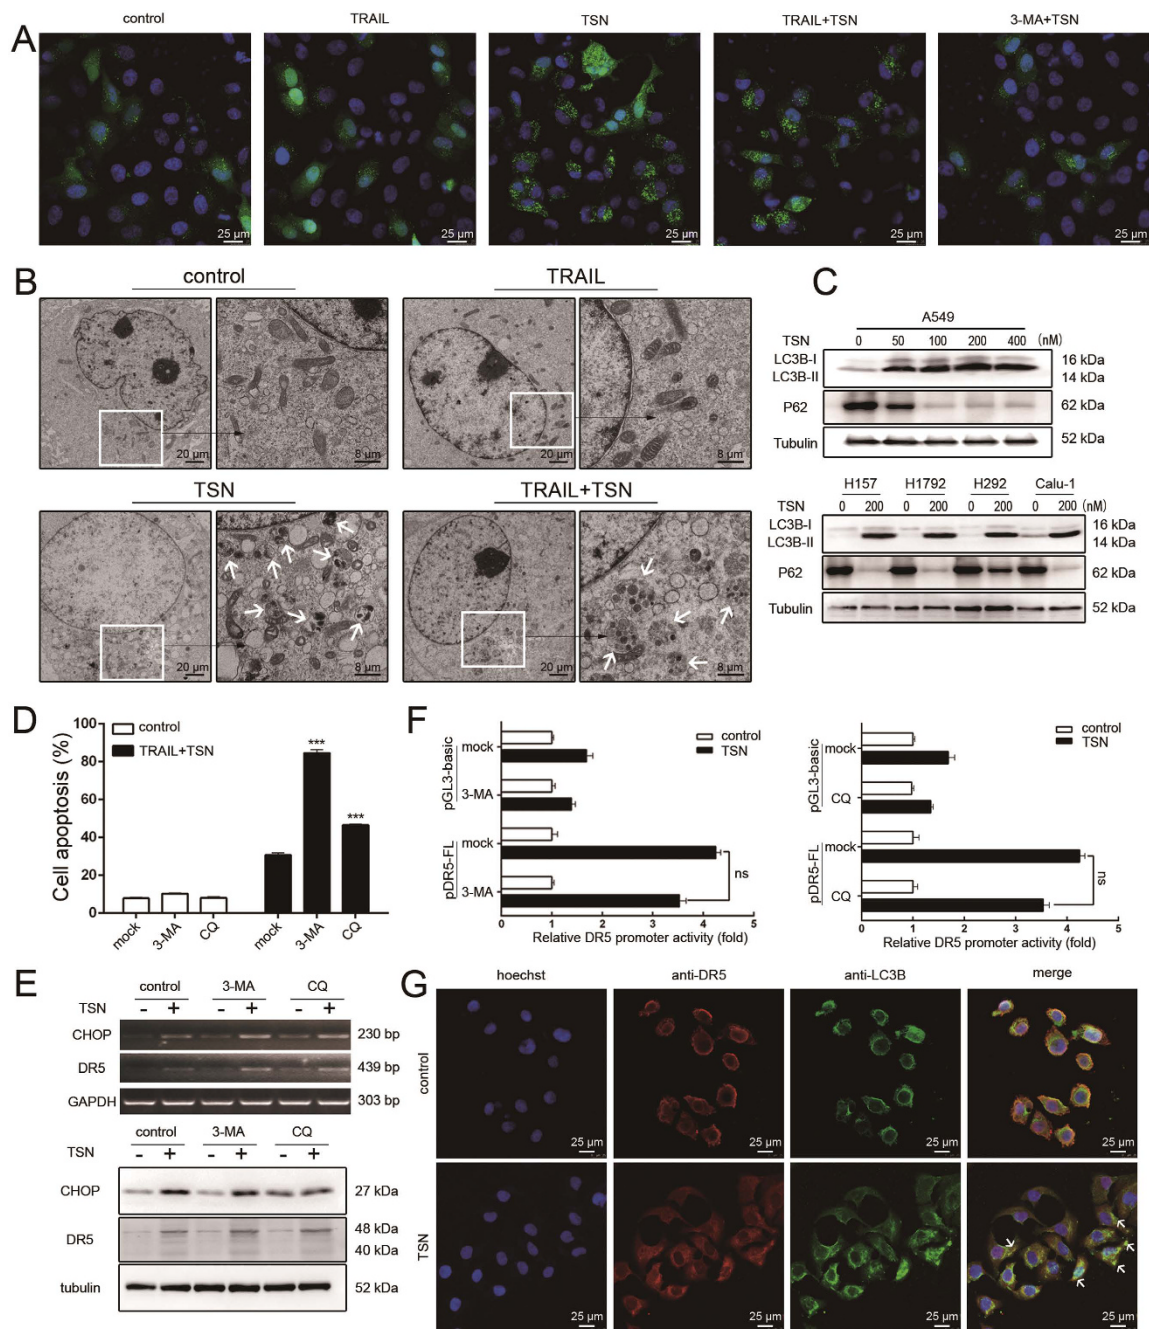 A
control TRAIL TSN TRAIL+TSN 3-MA+TSN
25 μm 25 μm 25 μm 25 μm 25 μm
B
control TRAIL
20 μm 8 μm 20 μm 8 μm
TSN TRAIL+TSN
20 μm 8 μm 20 μm 8 μm
C
A549
TSN 0 50 100 200 400 (nM)
LC3B-I 16 kDa
LC3B-II 14 kDa
P62 62 kDa
Tubulin 52 kDa
H157 H1792 H292 Calu-1
TSN 0 200 0 200 0 200 0 200 (nM)
LC3B-I 16 kDa
LC3B-II 14 kDa
P62 62 kDa
Tubulin 52 kDa
D
Cell apoptosis (%)
100
80
60
40
20
0
control
TRAIL+TSN
*** ***
mock 3-MA CQ mock 3-MA CQ
F
control
TSN
pGL3-basic
mock
3-MA
pDR5-FL
mock
3-MA
ns
0 1 2 3 4 5
Relative DR5 promoter activity (fold)
control
TSN
pGL3-basic
mock
CQ
pDR5-FL
mock
CQ
ns
0 1 2 3 4 5
Relative DR5 promoter activity (fold)
E
control 3-MA CQ
TSN - + - + - +
CHOP 230 bp
DR5 439 bp
GAPDH 303 bp
control 3-MA CQ
TSN - + - + - +
CHOP 27 kDa
DR5 48 kDa
40 kDa
tubulin 52 kDa
G
hoechst anti-DR5 anti-LC3B merge
control
25 μm 25 μm 25 μm 25 μm
TSN
25 μm 25 μm 25 μm 25 μm